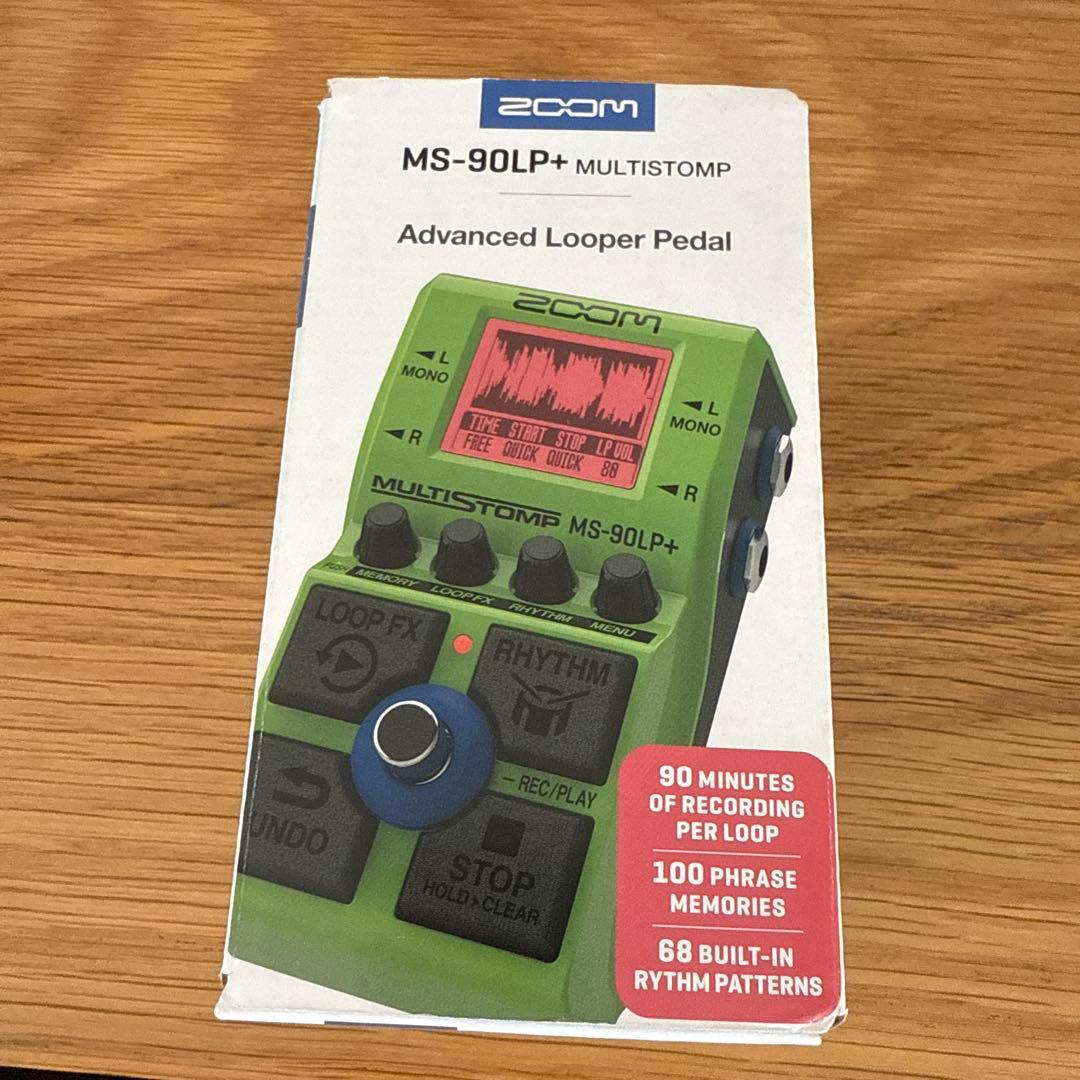 ZOOM
MS-90LP+ MULTISTOMP
Advanced Looper Pedal
ZOOM
L
MONO
R
TIME START STOP LP VOL
FREE QUICK QUICK 80
L
MONO
R
MULTISTOMP MS-90LP+
PUSH MEMORY LOOP FX RHYTHM MENU
LOOP FX
RHYTHM
REC/PLAY
UNDO
STOP
HOLD▶CLEAR
90 MINUTES
OF RECORDING
PER LOOP
100 PHRASE
MEMORIES
68 BUILT-IN
RYTHM PATTERNS